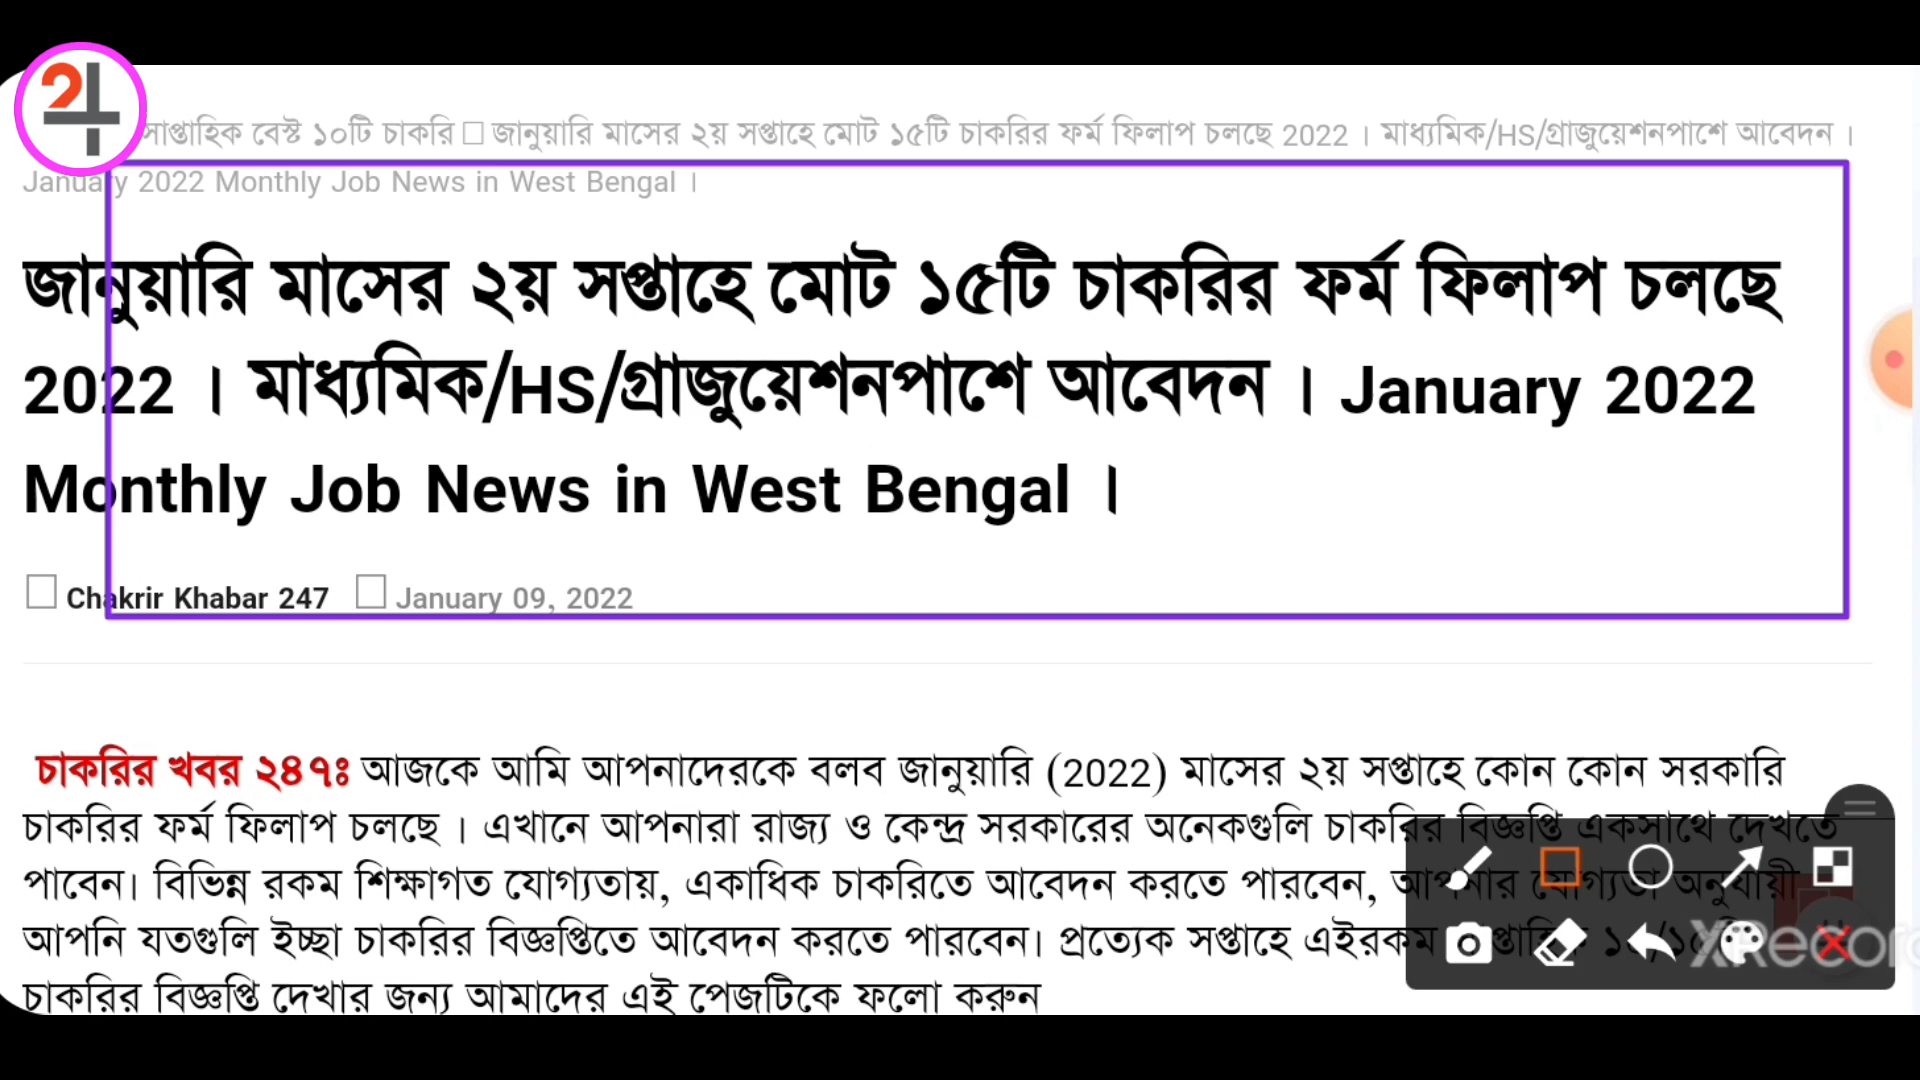 সাপ্তাহিক বেস্ট ১০টি চাকরি □ জানুয়ারি মাসের ২য় সপ্তাহে মোট ১৫টি চাকরির ফর্ম ফিলাপ চলছে 2022 । মাধ্যমিক/HS/গ্রাজুয়েশনপাশে আবেদন ।
January 2022 Monthly Job News in West Bengal ।
জানুয়ারি মাসের ২য় সপ্তাহে মোট ১৫টি চাকরির ফর্ম ফিলাপ চলছে
2022 । মাধ্যমিক/HS/গ্রাজুয়েশনপাশে আবেদন । January 2022
Monthly Job News in West Bengal ।
□ Chakrir Khabar 247 □ January 09, 2022
চাকরির খবর ২৪৭ঃ আজকে আমি আপনাদেরকে বলব জানুয়ারি (2022) মাসের ২য় সপ্তাহে কোন কোন সরকারি
চাকরির ফর্ম ফিলাপ চলছে । এখানে আপনারা রাজ্য ও কেন্দ্র সরকারের অনেকগুলি চাকরির বিজ্ঞপ্তি একসাথে দেখতে
পাবেন। বিভিন্ন রকম শিক্ষাগত যোগ্যতায়, একাধিক চাকরিতে আবেদন করতে পারবেন, আপনার যোগ্যতা অনুযায়ী
আপনি যতগুলি ইচ্ছা চাকরির বিজ্ঞপ্তিতে আবেদন করতে পারবেন। প্রত্যেক সপ্তাহে এইরকম
চাকরির বিজ্ঞপ্তি দেখার জন্য আমাদের এই পেজটিকে ফলো করুন